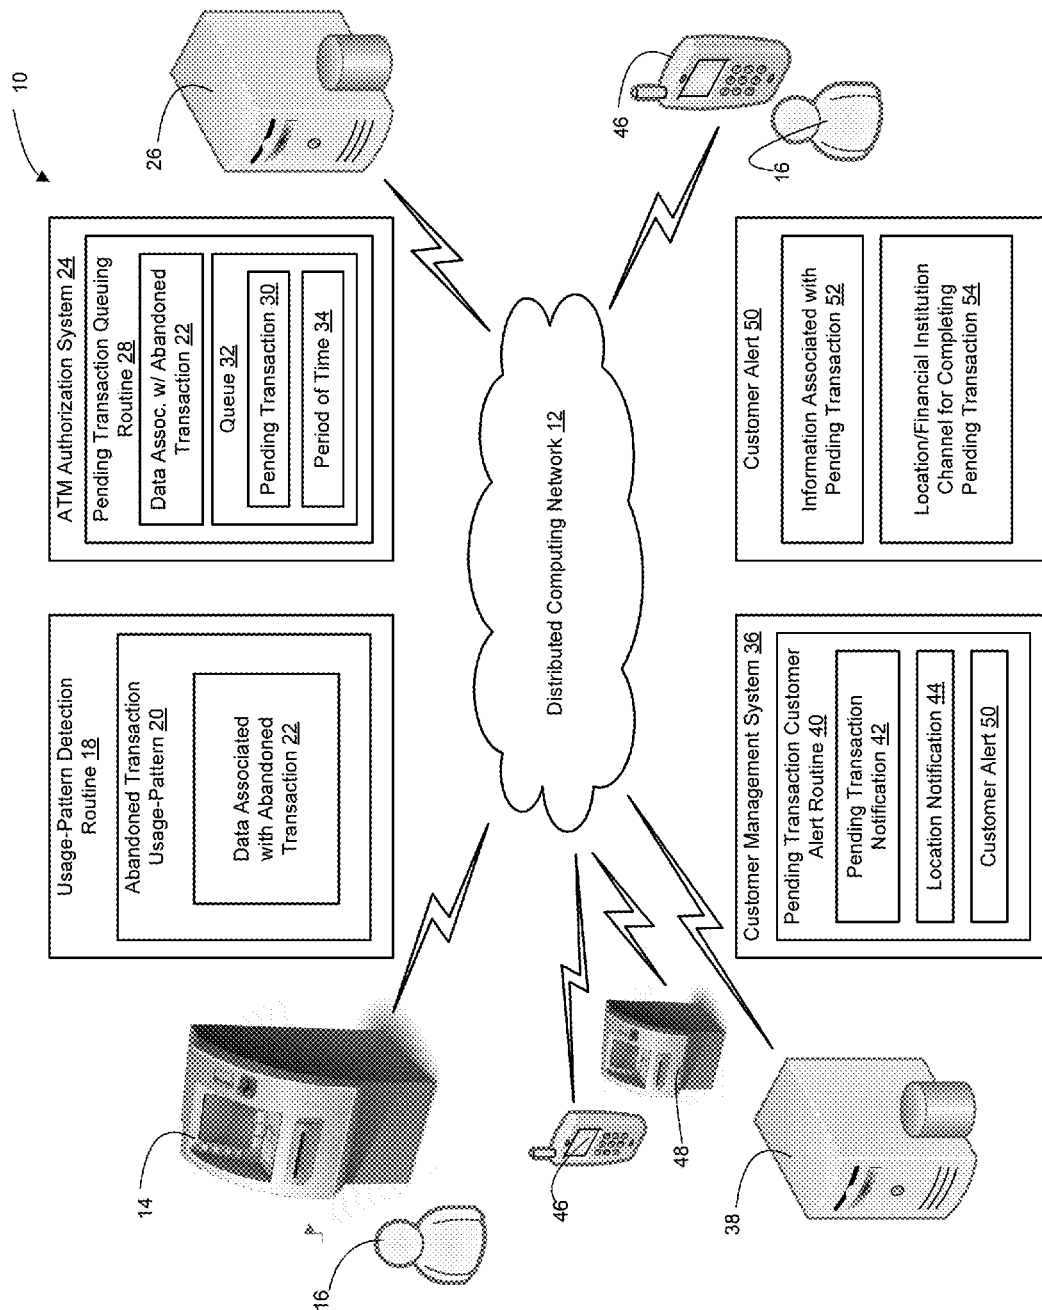 10
14
16
Usage-Pattern Detection
Routine 18
Abandoned Transaction
Usage-Pattern 20
Data Associated
with Abandoned
Transaction 22
ATM Authorization System 24
Pending Transaction Queuing
Routine 28
Data Assoc. w/ Abandoned
Transaction 22
Queue 32
Pending Transaction 30
Period of Time 34
26
Distributed Computing Network 12
46
48
38
Customer Management System 36
Pending Transaction Customer
Alert Routine 40
Pending Transaction
Notification 42
Location Notification 44
Customer Alert 50
Customer Alert 50
Information Associated with
Pending Transaction 52
Location/Financial Institution
Channel for Completing
Pending Transaction 54
46
16